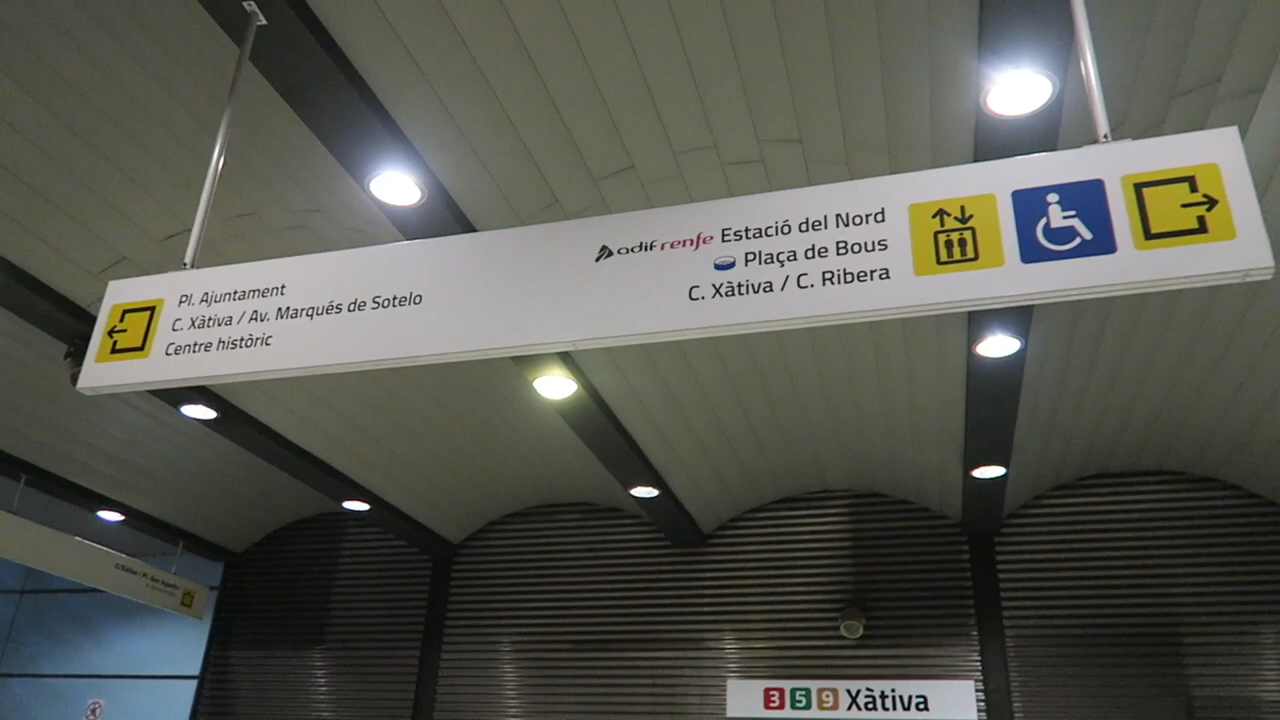 Pl. Ajuntament
C. Xàtiva / Av. Marqués de Sotelo
Centre històric
adif renfe Estació del Nord
Plaça de Bous
C. Xàtiva / C. Ribera
3 5 9 Xàtiva